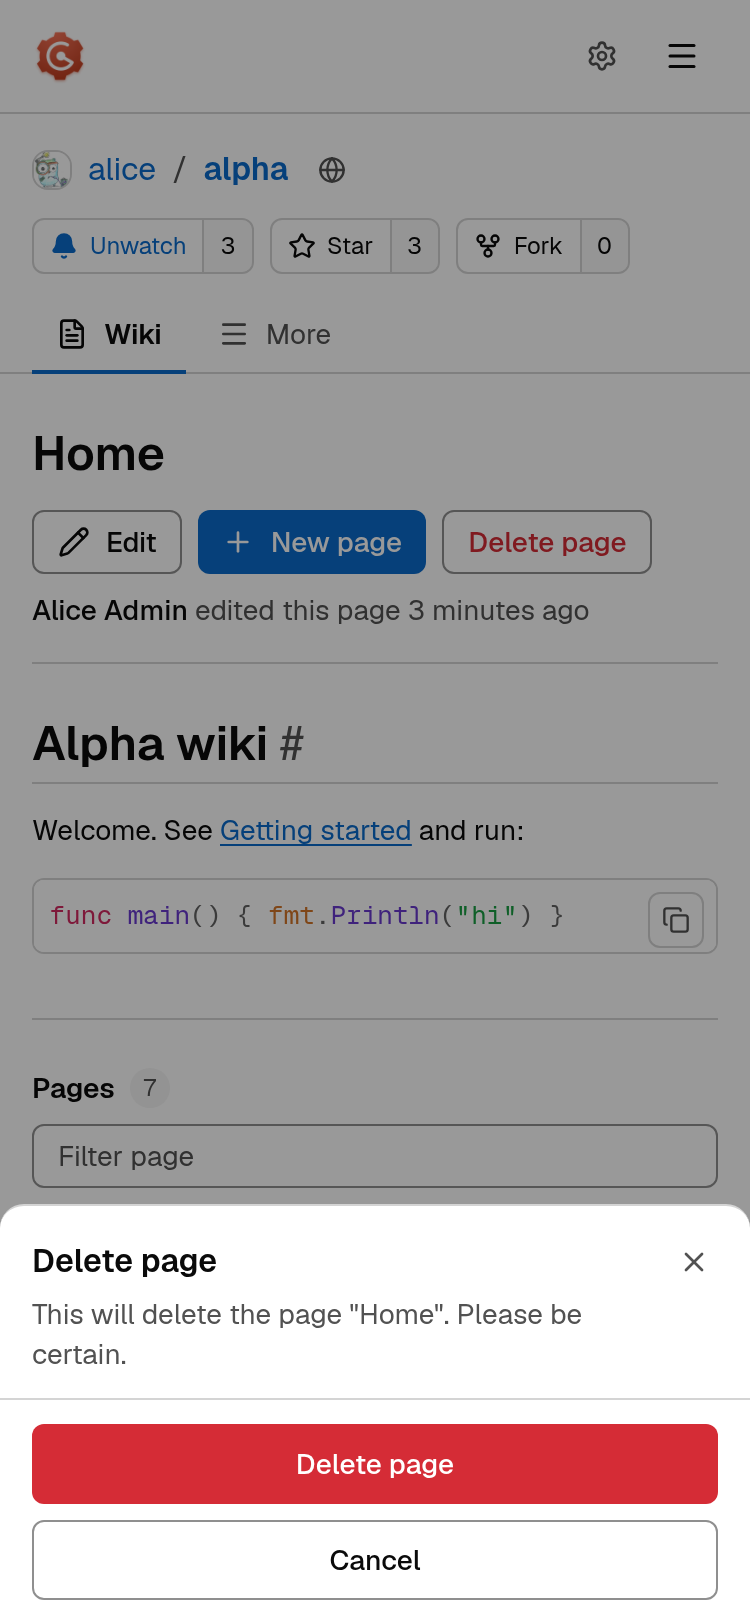 alice / alpha
Unwatch 3 Star 3 Fork 0
Wiki More
Home
Edit New page Delete page
Alice Admin edited this page 3 minutes ago
Alpha wiki #
Welcome. See Getting started and run:
func main() { fmt.Println("hi") }
Pages 7
Filter page
Delete page
This will delete the page "Home". Please be
certain.
Delete page
Cancel